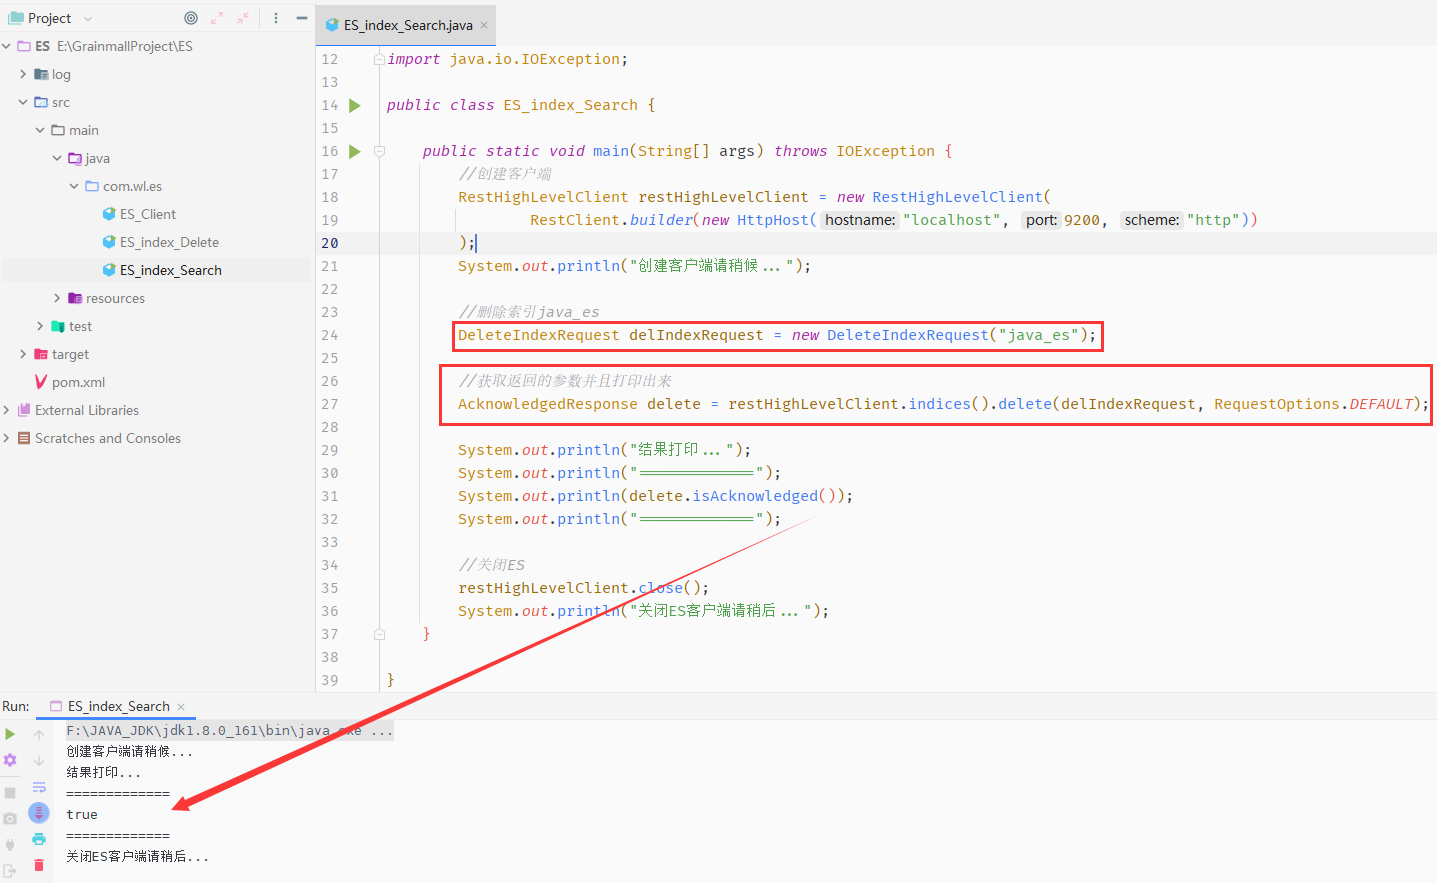 Project
ES_index_Search.java
ES E:\GrainmallProject\ES
log
src
main
java
com.wl.es
ES_Client
ES_index_Delete
ES_index_Search
resources
test
target
pom.xml
External Libraries
Scratches and Consoles
12 import java.io.IOException;
13
14 public class ES_index_Search {
15
16 public static void main(String[] args) throws IOException {
17 //创建客户端
18 RestHighLevelClient restHighLevelClient = new RestHighLevelClient(
19 RestClient.builder(new HttpHost( hostname: "localhost", port: 9200, scheme: "http"))
20 );
21 System.out.println("创建客户端请稍候...");
22
23 //删除索引java_es
24 DeleteIndexRequest delIndexRequest = new DeleteIndexRequest("java_es");
25
26 //获取返回的参数并且打印出来
27 AcknowledgedResponse delete = restHighLevelClient.indices().delete(delIndexRequest, RequestOptions.DEFAULT);
28
29 System.out.println("结果打印...");
30 System.out.println("=============");
31 System.out.println(delete.isAcknowledged());
32 System.out.println("=============");
33
34 //关闭ES
35 restHighLevelClient.close();
36 System.out.println("关闭ES客户端请稍后...");
37 }
38
39 }
Run: ES_index_Search
F:\JAVA_JDK\jdk1.8.0_161\bin\java.exe ...
创建客户端请稍候...
结果打印...
=============
true
=============
关闭ES客户端请稍后...